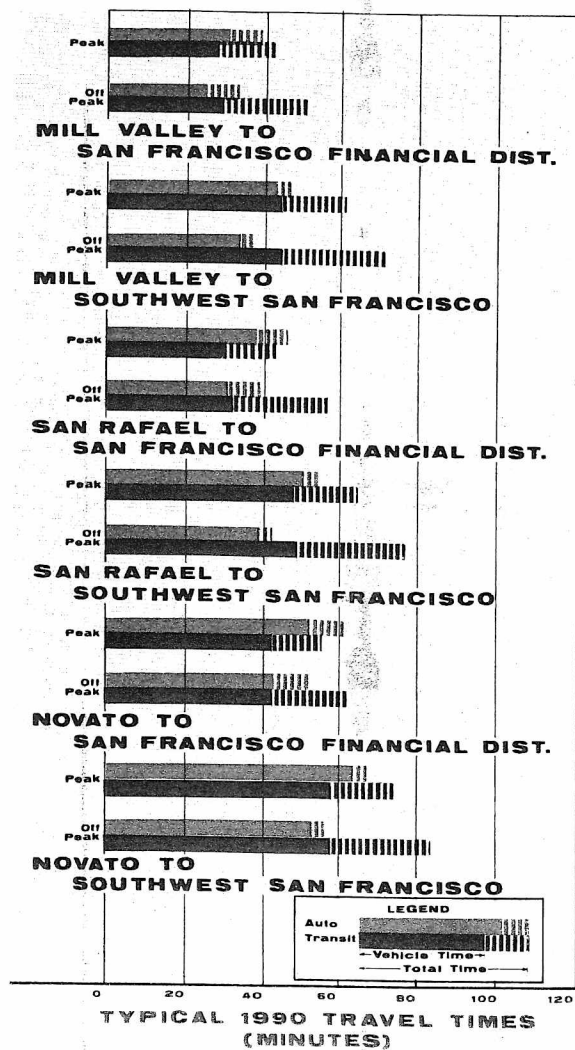 Peak
Off
Peak
MILL VALLEY TO
SAN FRANCISCO FINANCIAL DIST.
Peak
Off
Peak
MILL VALLEY TO
SOUTHWEST SAN FRANCISCO
Peak
Off
Peak
SAN RAFAEL TO
SAN FRANCISCO FINANCIAL DIST.
Peak
Off
Peak
SAN RAFAEL TO
SOUTHWEST SAN FRANCISCO
Peak
Off
Peak
NOVATO TO
SAN FRANCISCO FINANCIAL DIST.
Peak
Off
Peak
NOVATO TO
SOUTHWEST SAN FRANCISCO
LEGEND
Auto
Transit
Vehicle Time
Total Time
0 20 40 60 80 100 120
TYPICAL 1990 TRAVEL TIMES
(MINUTES)